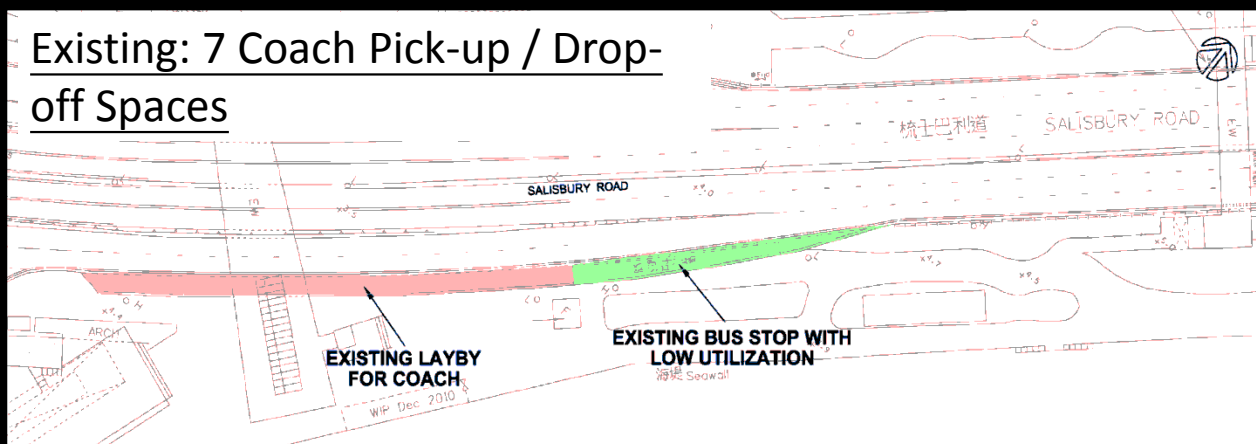 Existing: 7 Coach Pick-up / Drop-
off Spaces
梳士巴利道 SALISBURY ROAD
SALISBURY ROAD
EXISTING BUS STOP WITH
LOW UTILIZATION
EXISTING LAYBY
FOR COACH
ARCH
海堤 Seawall
WIP Dec 2010